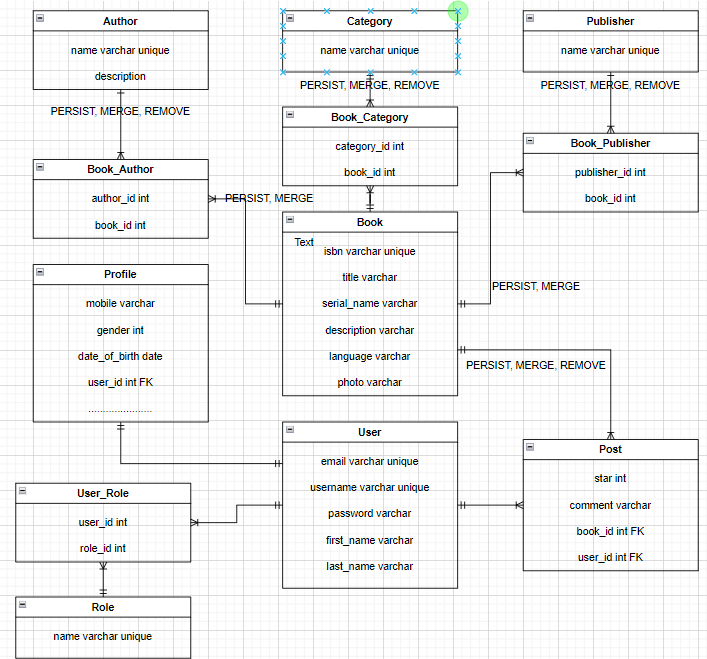 Author
name varchar unique
description
Category
name varchar unique
Publisher
name varchar unique
PERSIST, MERGE, REMOVE
PERSIST, MERGE, REMOVE
PERSIST, MERGE, REMOVE
Book_Category
category_id int
book_id int
Book_Author
author_id int
book_id int
Book_Publisher
publisher_id int
book_id int
PERSIST, MERGE
Book
Text
isbn varchar unique
title varchar
serial_name varchar
description varchar
language varchar
photo varchar
PERSIST, MERGE
PERSIST, MERGE, REMOVE
Profile
mobile varchar
gender int
date_of_birth date
user_id int FK
......................
User
email varchar unique
username varchar unique
password varchar
first_name varchar
last_name varchar
Post
star int
comment varchar
book_id int FK
user_id int FK
User_Role
user_id int
role_id int
Role
name varchar unique